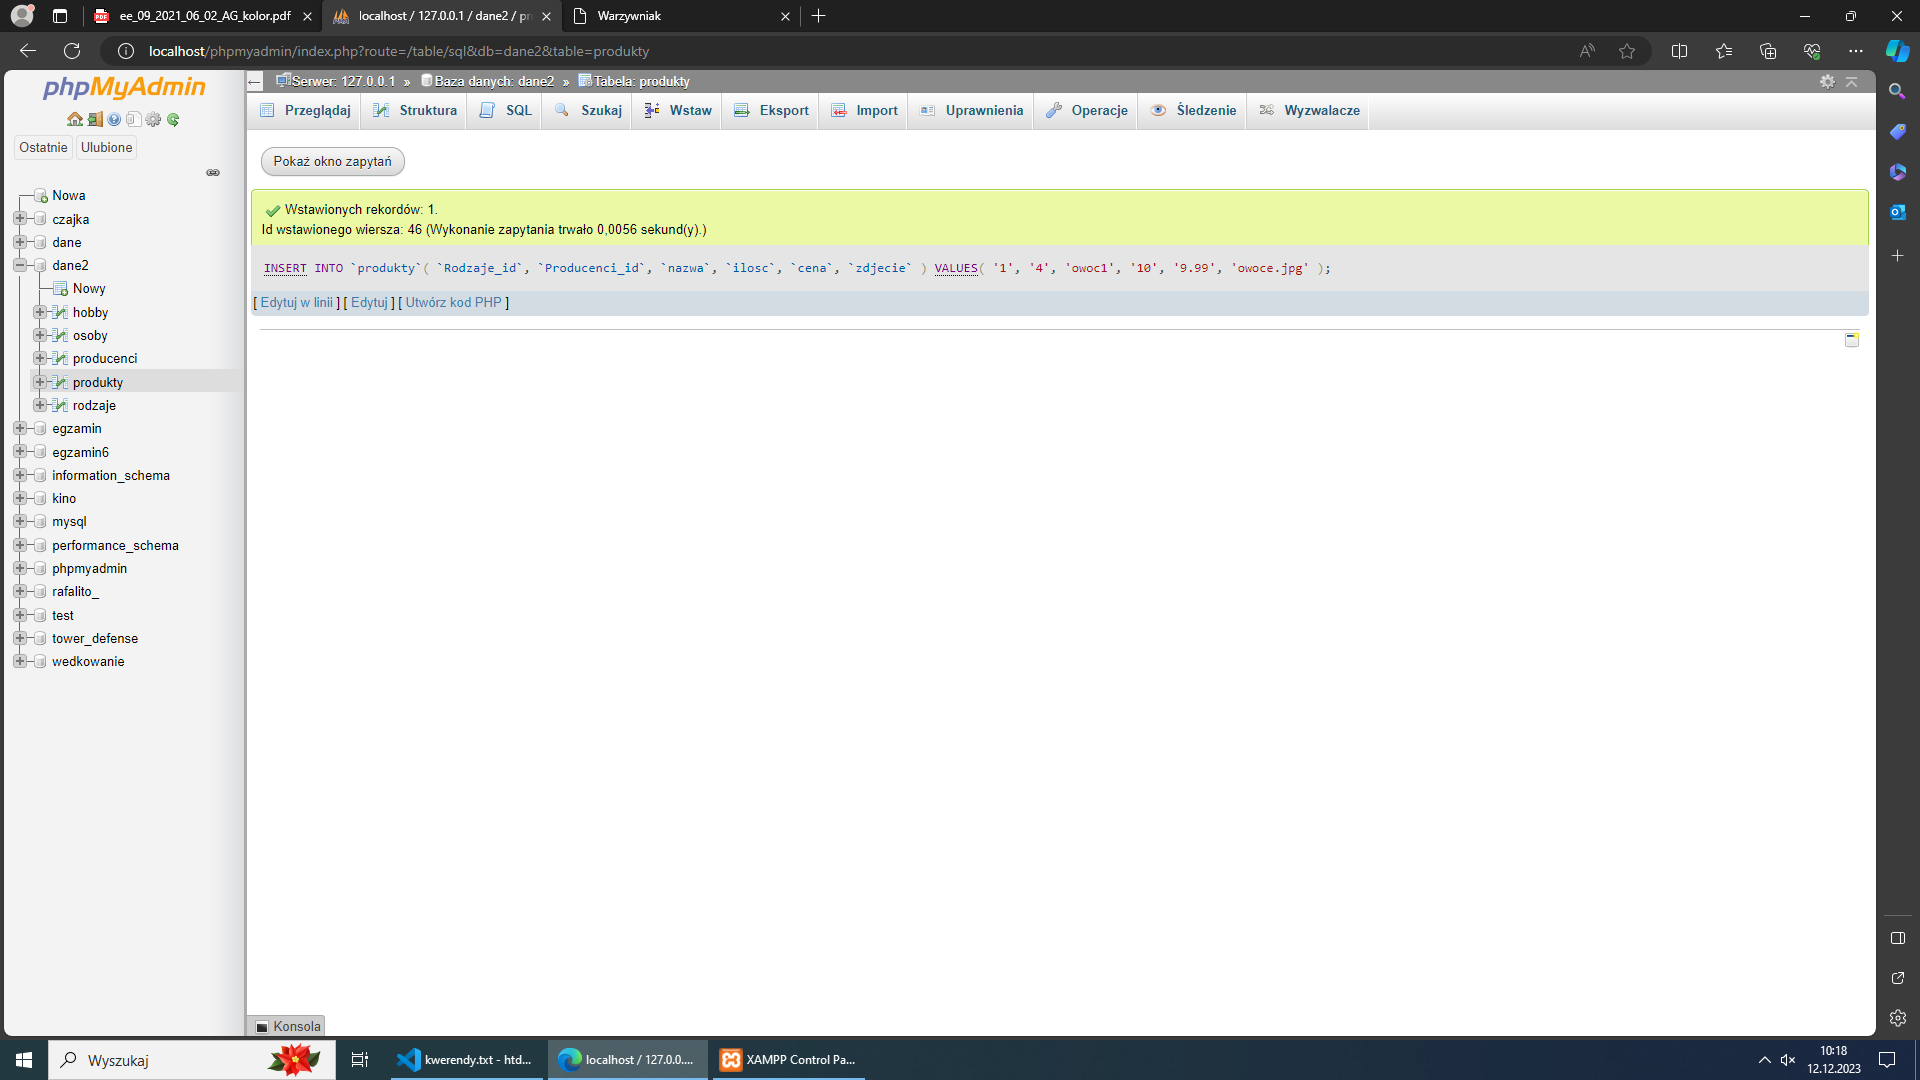 ee_09_2021_06_02_AG_kolor.pdf
localhost / 127.0.0.1 / dane2 / pr
Warzywniak
localhost/phpmyadmin/index.php?route=/table/sql&db=dane2&table=produkty
phpMyAdmin
Ostatnie
Ulubione
Nowa
czajka
dane
dane2
Nowy
hobby
osoby
producenci
produkty
rodzaje
egzamin
egzamin6
information_schema
kino
mysql
performance_schema
phpmyadmin
rafalito_
test
tower_defense
wedkowanie
Serwer: 127.0.0.1 » Baza danych: dane2 » Tabela: produkty
Przeglądaj Struktura SQL Szukaj Wstaw Eksport Import Uprawnienia Operacje Śledzenie Wyzwalacze
Pokaż okno zapytań
Wstawionych rekordów: 1.
Id wstawionego wiersza: 46 (Wykonanie zapytania trwało 0,0056 sekund(y).)
INSERT INTO `produkty`( `Rodzaje_id`, `Producenci_id`, `nazwa`, `ilosc`, `cena`, `zdjecie` ) VALUES( '1', '4', 'owoc1', '10', '9.99', 'owoce.jpg' );
[ Edytuj w linii ] [ Edytuj ] [ Utwórz kod PHP ]
Konsola
Wyszukaj
kwerendy.txt - htd...
localhost / 127.0.0....
XAMPP Control Pa...
10:18
12.12.2023